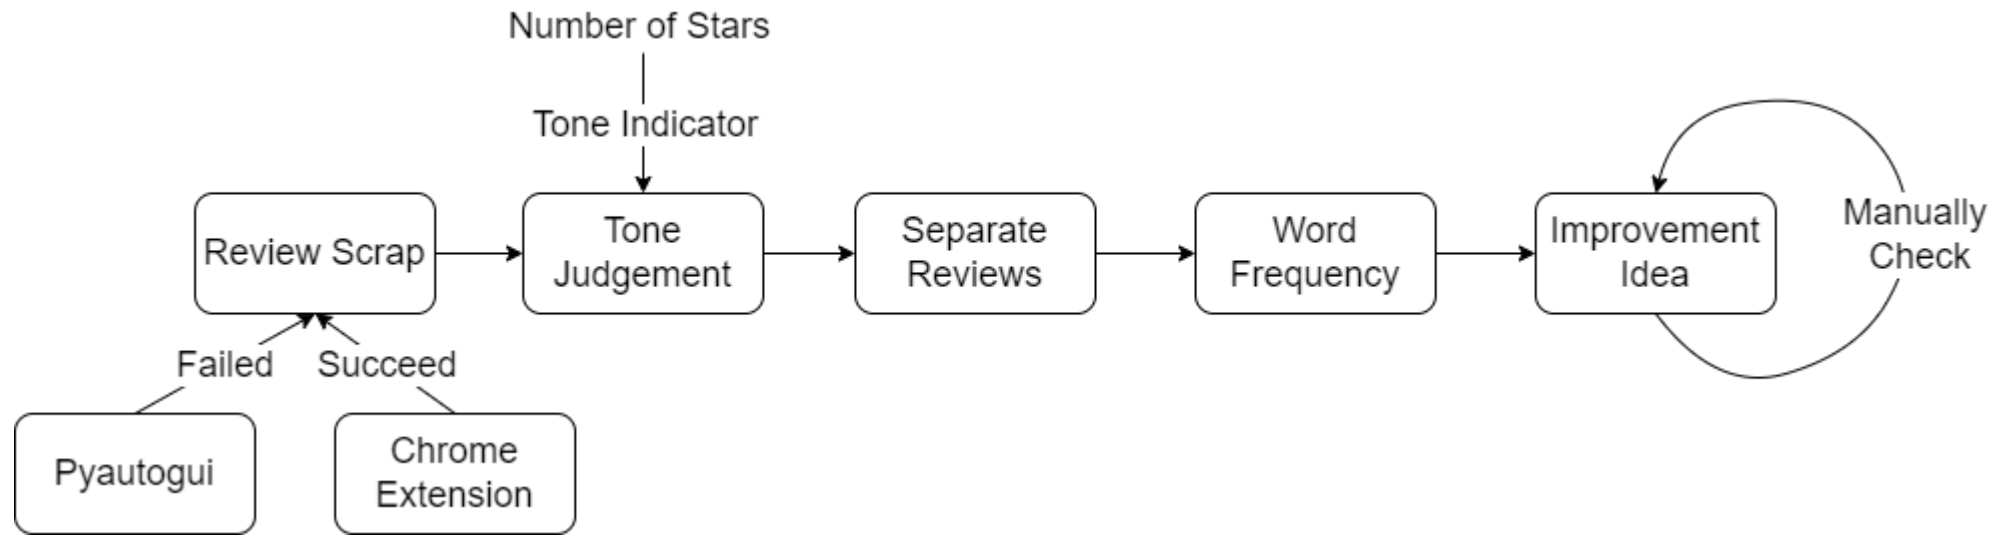 Number of Stars
Tone Indicator
Review Scrap
Tone
Judgement
Separate
Reviews
Word
Frequency
Improvement
Idea
Manually
Check
Failed
Succeed
Pyautogui
Chrome
Extension